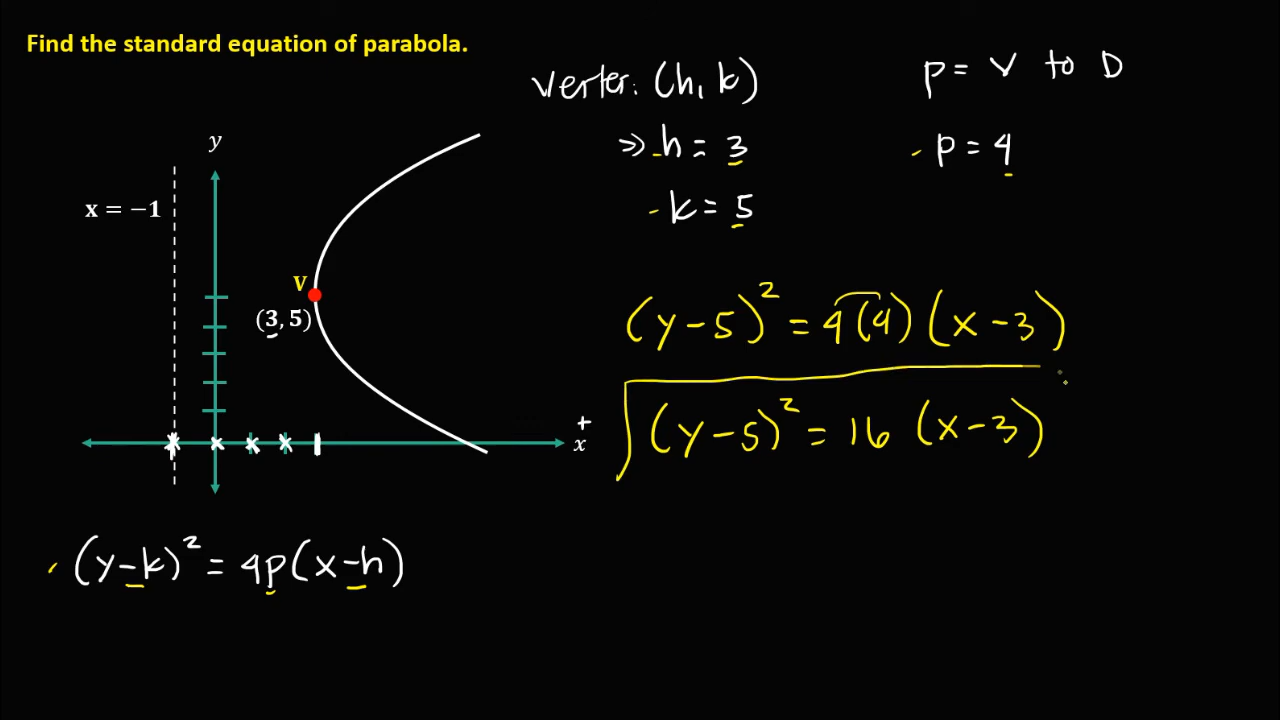 Find the standard equation of parabola.
verter: (h, k)
p = V to D
⇒ h = 3
p = 4
k = 5
y
x = −1
V
(3, 5)
+
x
(y − 5)² = 4(4) (x − 3)
(y − 5)² = 16 (x − 3)
(y − k)² = 4p(x − h)